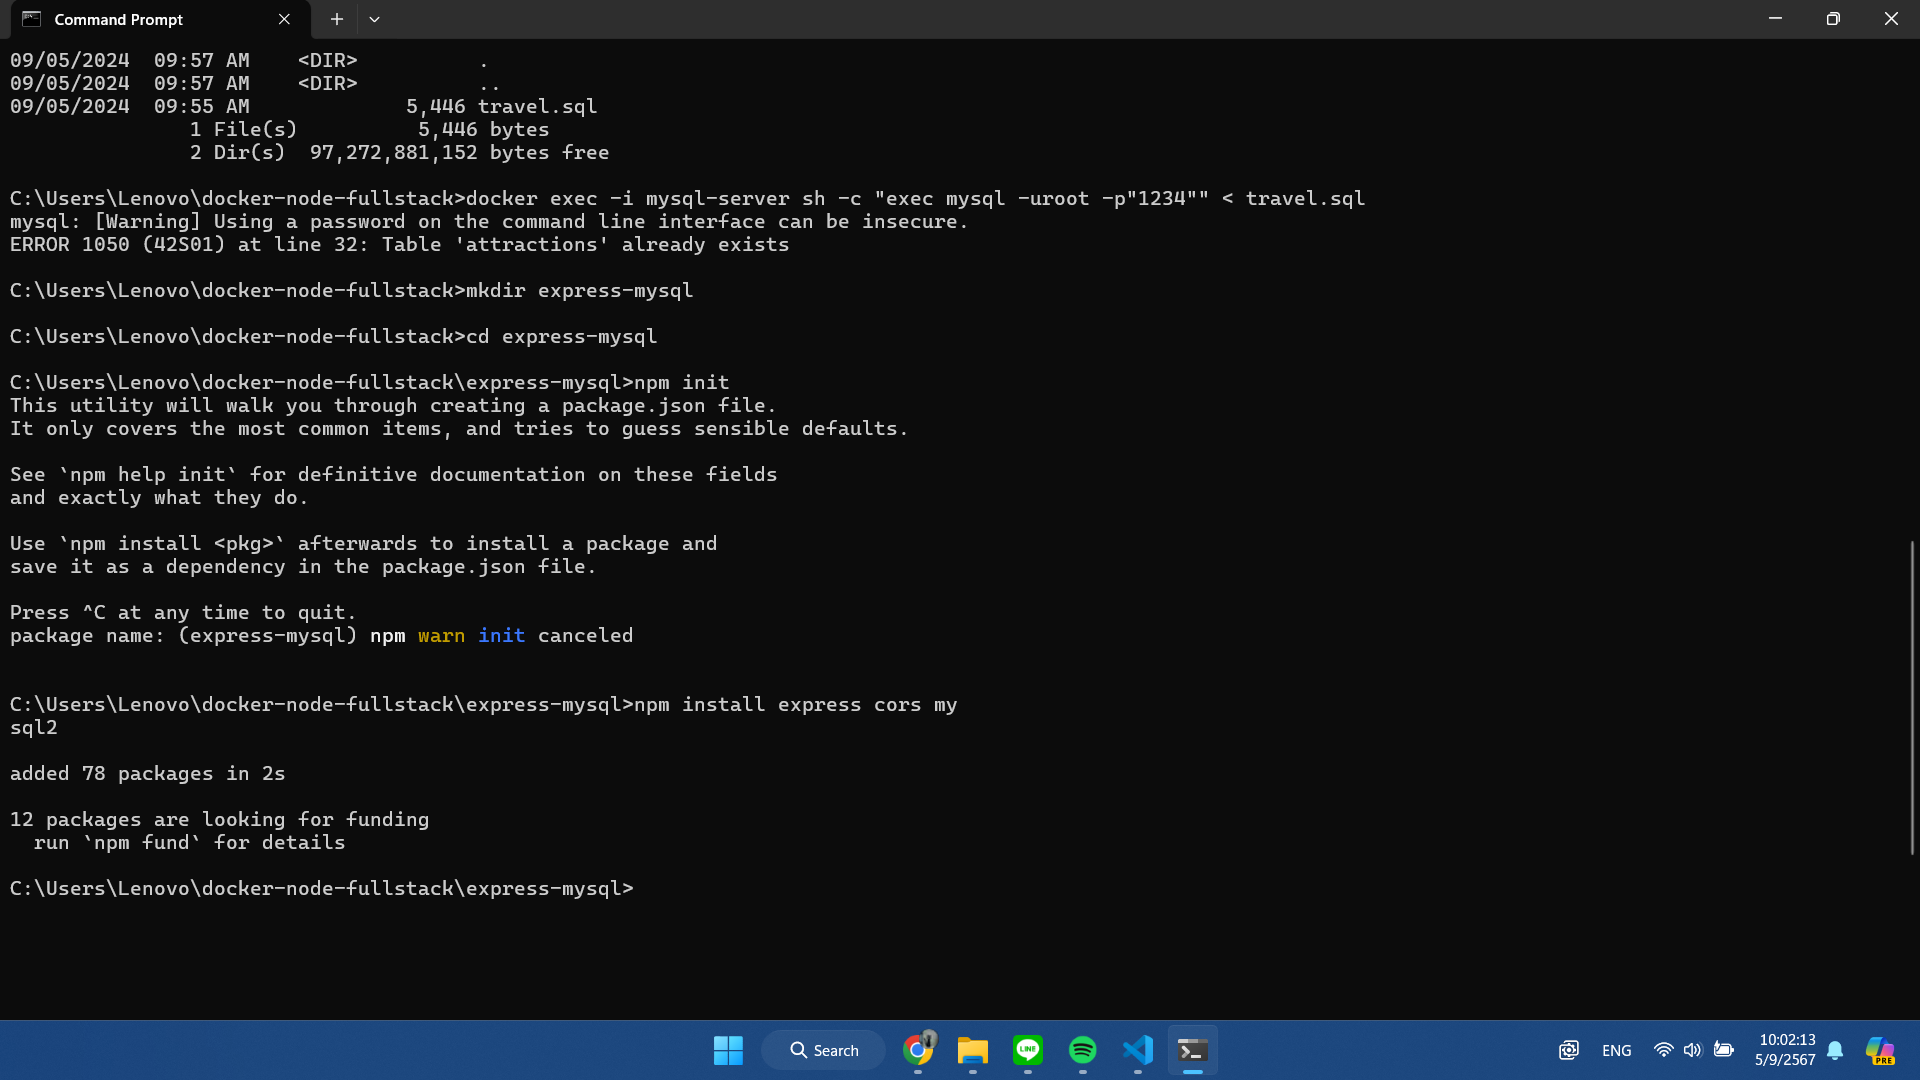 Command Prompt
09/05/2024  09:57 AM    <DIR>          .
09/05/2024  09:57 AM    <DIR>          ..
09/05/2024  09:55 AM             5,446 travel.sql
               1 File(s)          5,446 bytes
               2 Dir(s)  97,272,881,152 bytes free
C:\Users\Lenovo\docker-node-fullstack>docker exec -i mysql-server sh -c "exec mysql -uroot -p"1234"" < travel.sql
mysql: [Warning] Using a password on the command line interface can be insecure.
ERROR 1050 (42S01) at line 32: Table 'attractions' already exists
C:\Users\Lenovo\docker-node-fullstack>mkdir express-mysql
C:\Users\Lenovo\docker-node-fullstack>cd express-mysql
C:\Users\Lenovo\docker-node-fullstack\express-mysql>npm init
This utility will walk you through creating a package.json file.
It only covers the most common items, and tries to guess sensible defaults.
See `npm help init` for definitive documentation on these fields
and exactly what they do.
Use `npm install <pkg>` afterwards to install a package and
save it as a dependency in the package.json file.
Press ^C at any time to quit.
package name: (express-mysql) npm warn init canceled
C:\Users\Lenovo\docker-node-fullstack\express-mysql>npm install express cors my
sql2
added 78 packages in 2s
12 packages are looking for funding
  run `npm fund` for details
C:\Users\Lenovo\docker-node-fullstack\express-mysql>
Search
LINE
ENG
10:02:13
5/9/2567
PRE